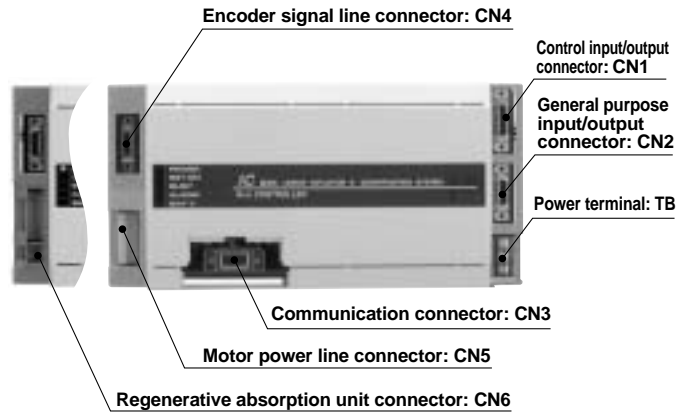 Encoder signal line connector: CN4
Control input/output
connector: CN1
General purpose
input/output
connector: CN2
Power terminal: TB
Communication connector: CN3
Motor power line connector: CN5
Regenerative absorption unit connector: CN6